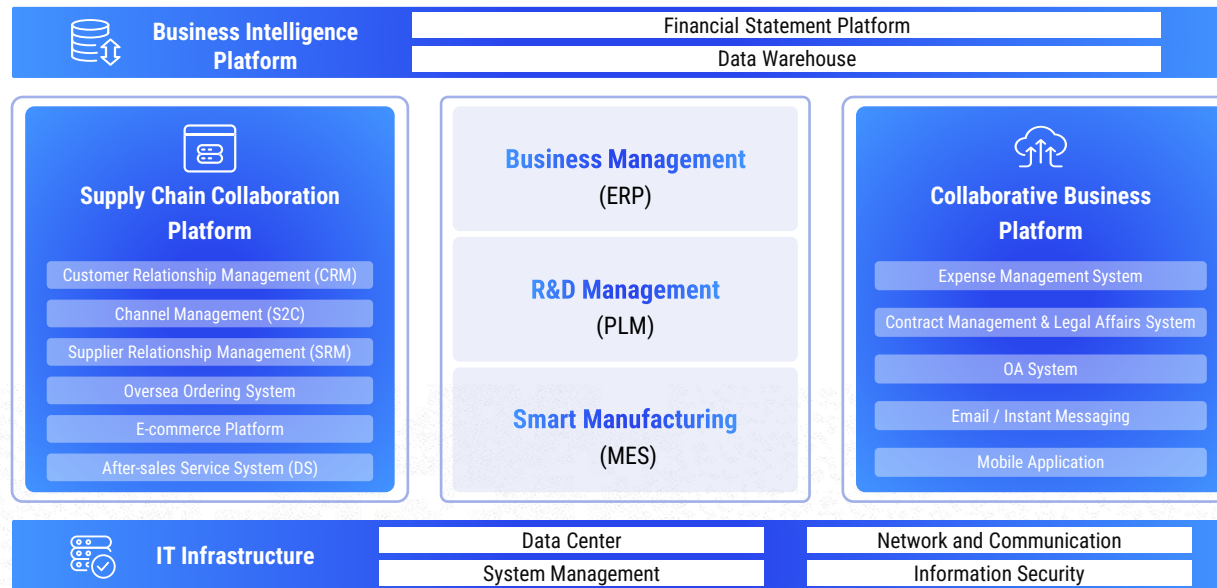 Business Intelligence
Platform
Financial Statement Platform
Data Warehouse
Supply Chain Collaboration
Platform
Customer Relationship Management (CRM)
Channel Management (S2C)
Supplier Relationship Management (SRM)
Oversea Ordering System
E-commerce Platform
After-sales Service System (DS)
Business Management
(ERP)
R&D Management
(PLM)
Smart Manufacturing
(MES)
Collaborative Business
Platform
Expense Management System
Contract Management & Legal Affairs System
OA System
Email / Instant Messaging
Mobile Application
IT Infrastructure
Data Center
System Management
Network and Communication
Information Security